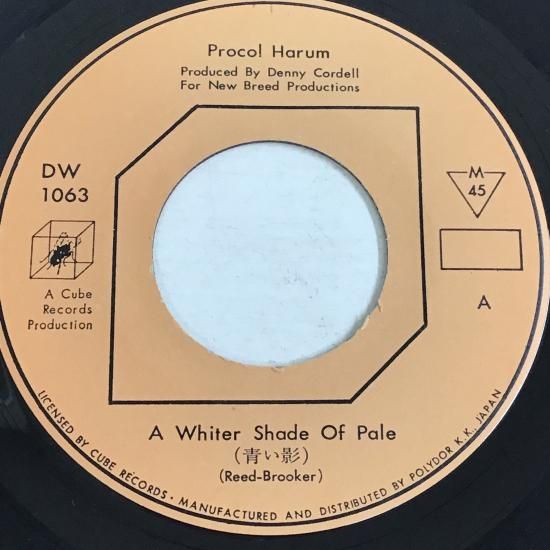 Procol Harum
Produced By Denny Cordell
For New Breed Productions
DW
1063
M
45
A Cube
Records
Production
A
A Whiter Shade Of Pale
(青い影)
(Reed-Brooker)
LICENSED BY CUBE RECORDS · MANUFACTURED AND DISTRIBUTED BY POLYDOR K.K. JAPAN